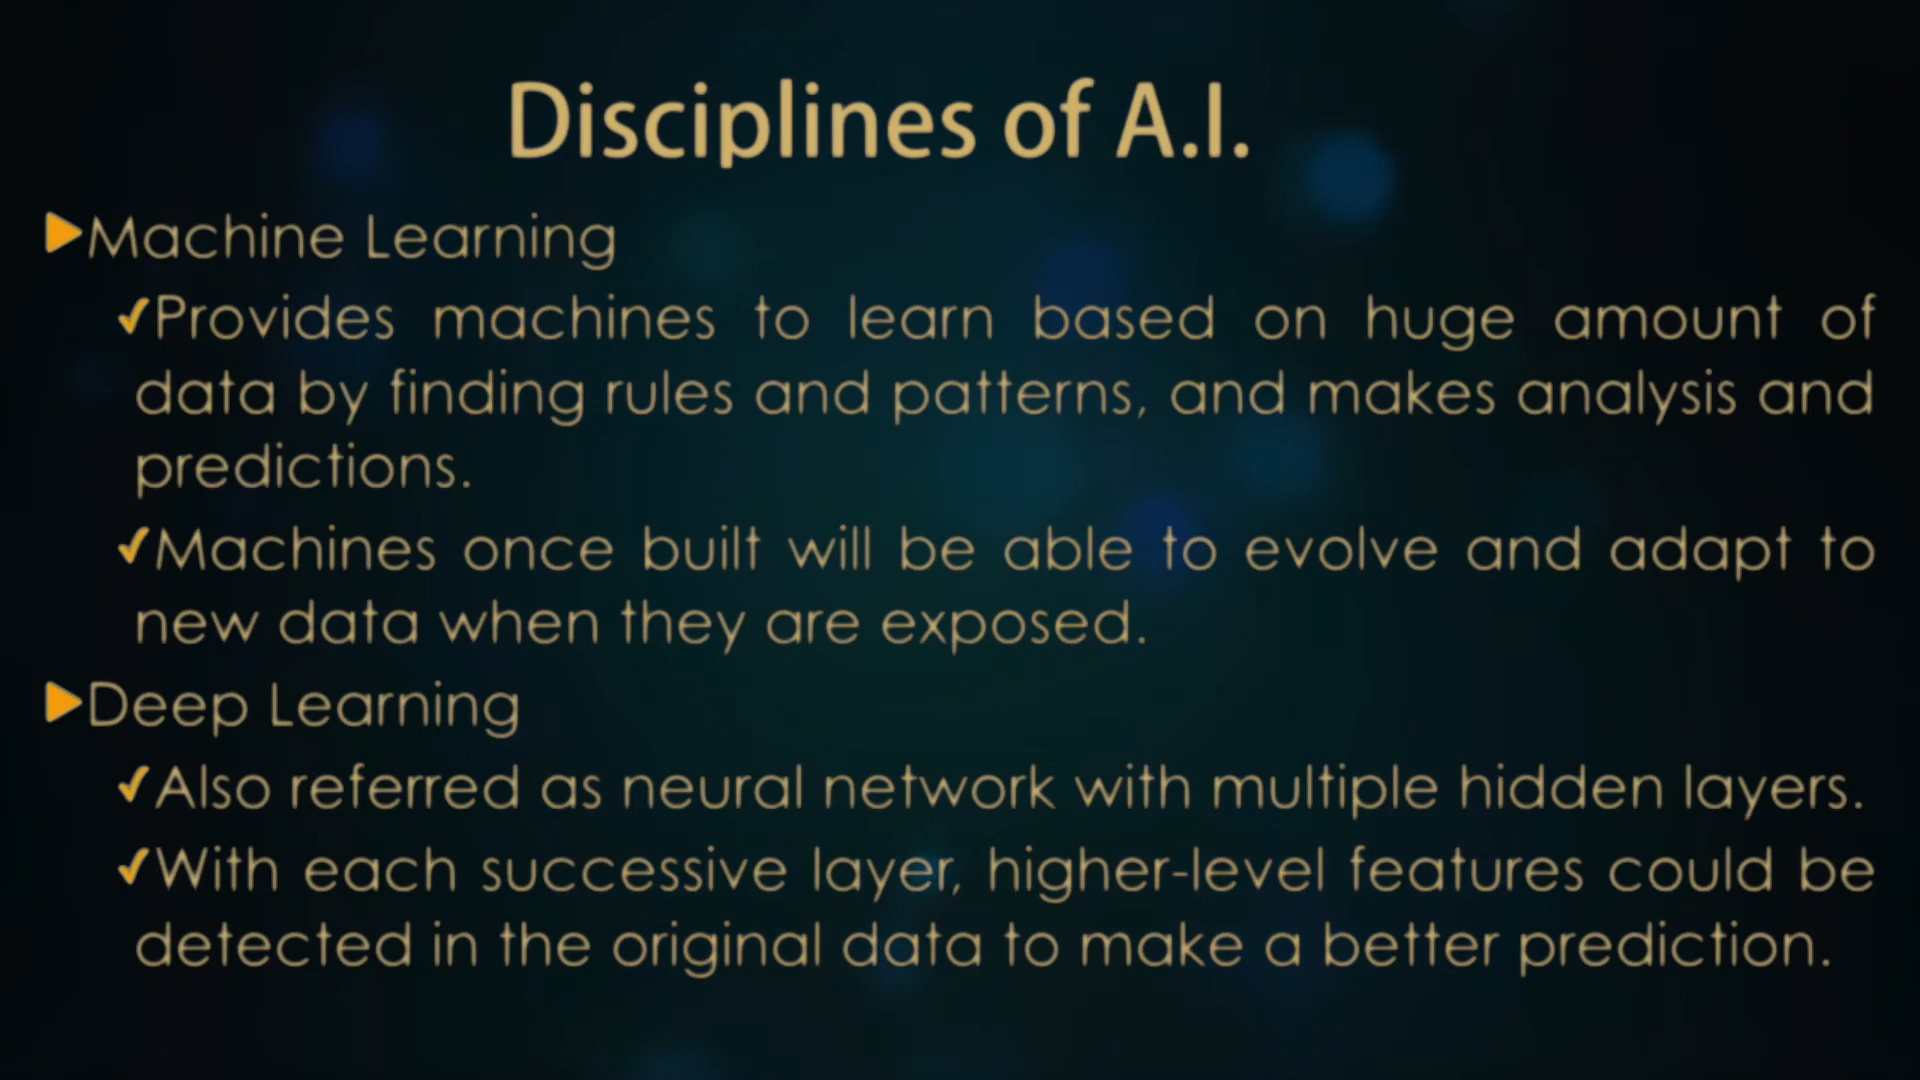 Disciplines of A.I.
▶Machine Learning
✓Provides machines to learn based on huge amount of
data by finding rules and patterns, and makes analysis and
predictions.
✓Machines once built will be able to evolve and adapt to
new data when they are exposed.
▶Deep Learning
✓Also referred as neural network with multiple hidden layers.
✓With each successive layer, higher-level features could be
detected in the original data to make a better prediction.